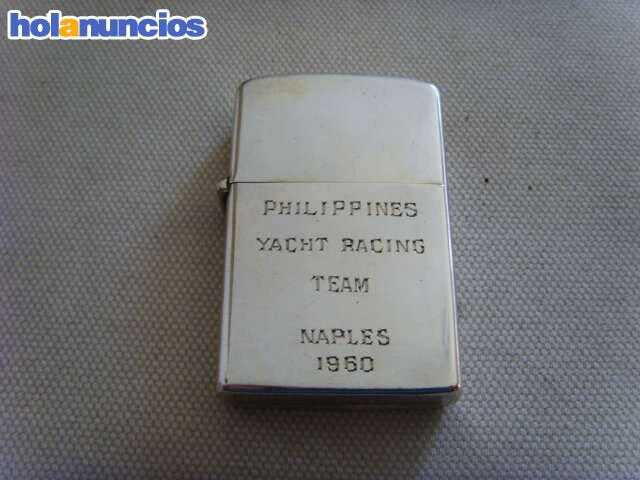 holanuncios
PHILIPPINES
YACHT RACING
TEAM
NAPLES
1960